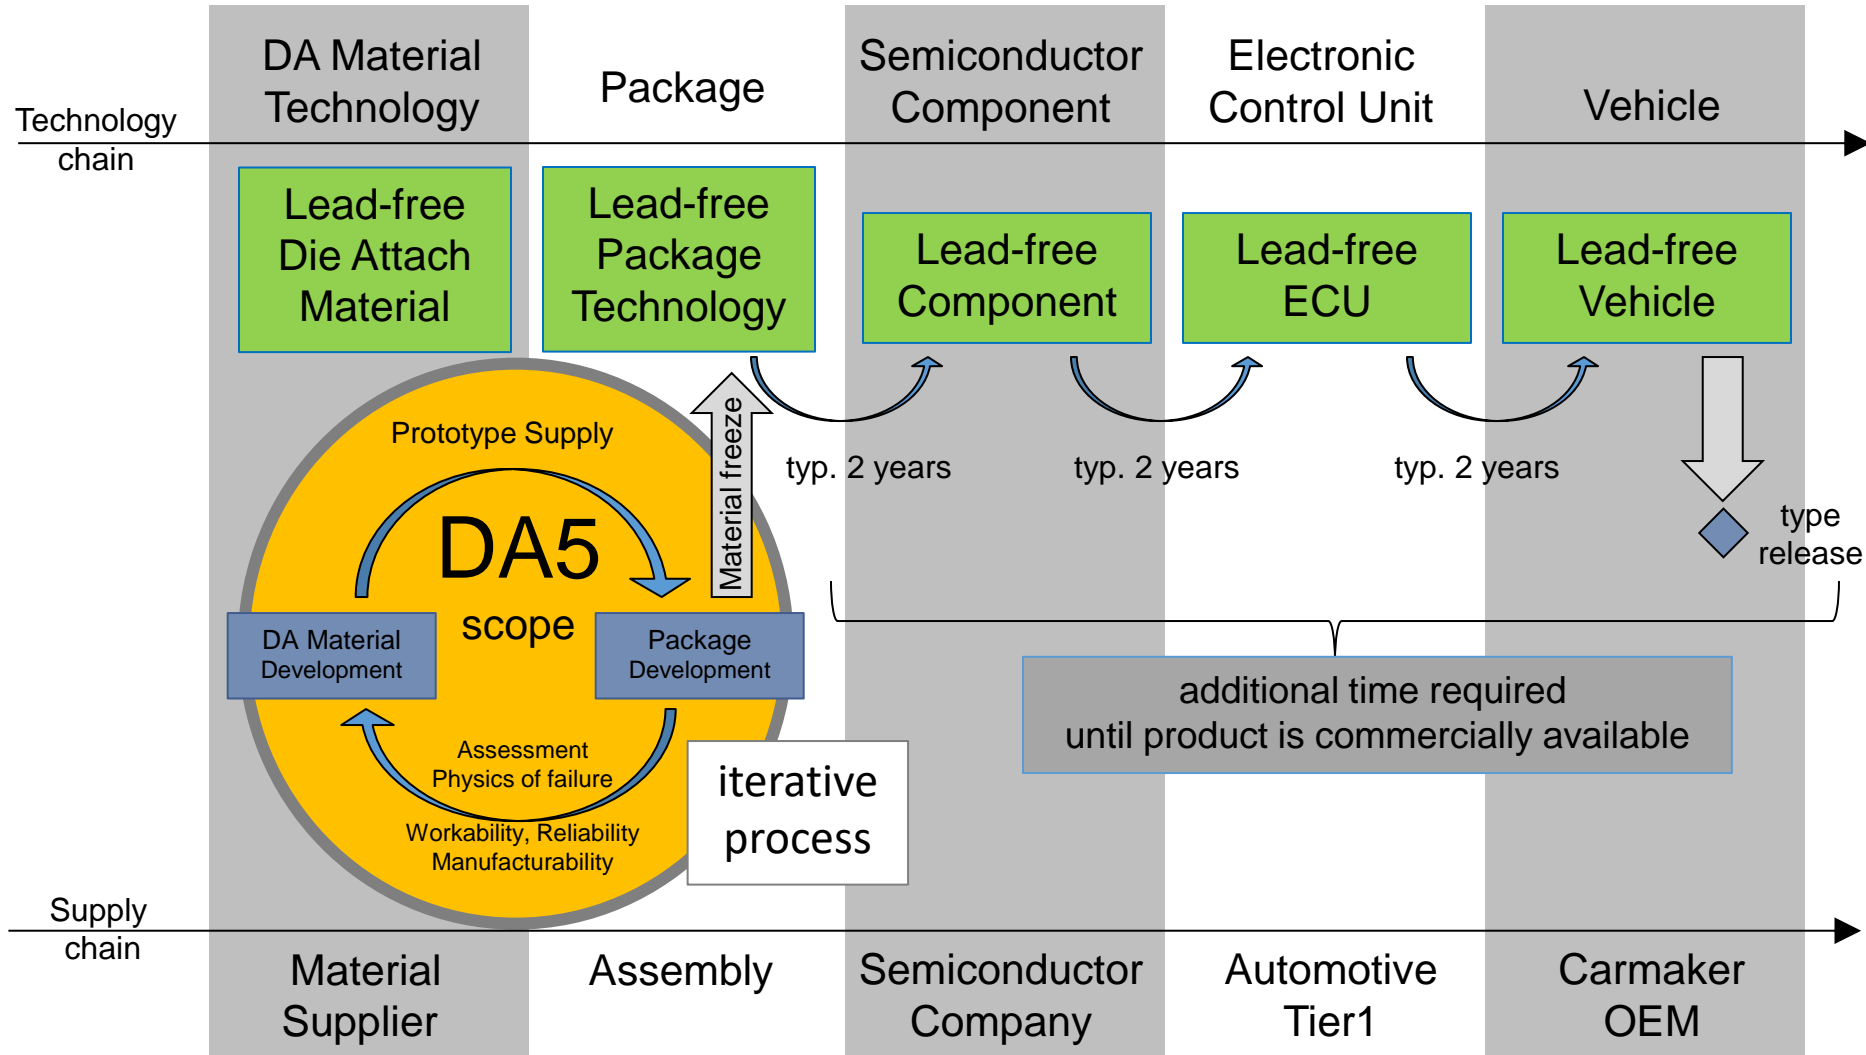 DA Material
Technology
Package
Semiconductor
Component
Electronic
Control Unit
Vehicle
Technology
chain
Lead-free
Die Attach
Material
Lead-free
Package
Technology
Lead-free
Component
Lead-free
ECU
Lead-free
Vehicle
Prototype Supply
Material freeze
typ. 2 years
typ. 2 years
typ. 2 years
type
release
DA5
scope
DA Material
Development
Package
Development
additional time required
until product is commercially available
Assessment
Physics of failure
Workability, Reliability
Manufacturability
iterative
process
Supply
chain
Material
Supplier
Assembly
Semiconductor
Company
Automotive
Tier1
Carmaker
OEM